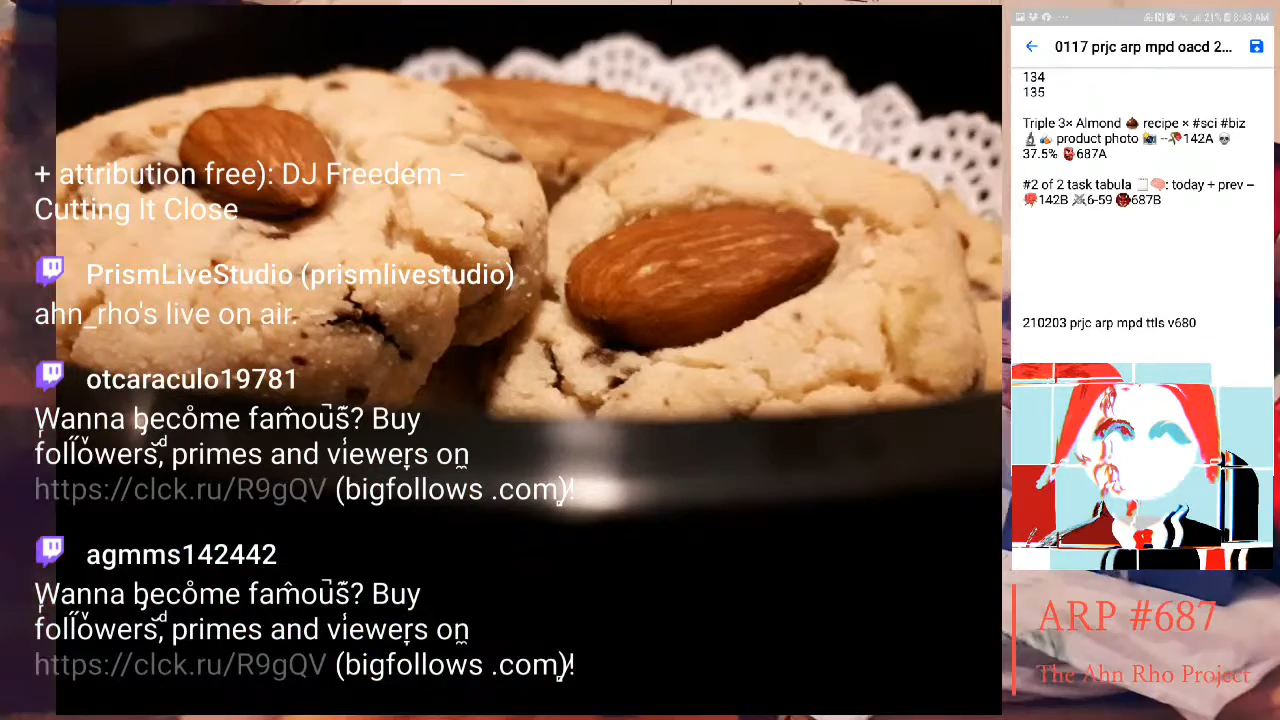 + attribution free): DJ Freedem –
Cutting It Close
PrismLiveStudio (prismlivestudio)
ahn_rho's live on air.
otcaraculo19781
Wanna become famous? Buy
followers, primes and viewers on
https://clck.ru/R9gQV (bigfollows .com)!
agmms142442
Wanna become famous? Buy
followers, primes and viewers on
https://clck.ru/R9gQV (bigfollows .com)!
21% 8:43 AM
0117 prjc arp mpd oacd 2...
134
135
Triple 3× Almond 🌰 recipe × #sci #biz
🔬 product photo 📸 --🥀142A 💀
37.5% 👹687A
#2 of 2 task tabula 🧠: today + prev –
142B 6-59 👹687B
210203 prjc arp mpd ttls v680
ARP #687
The Ahn Rho Project